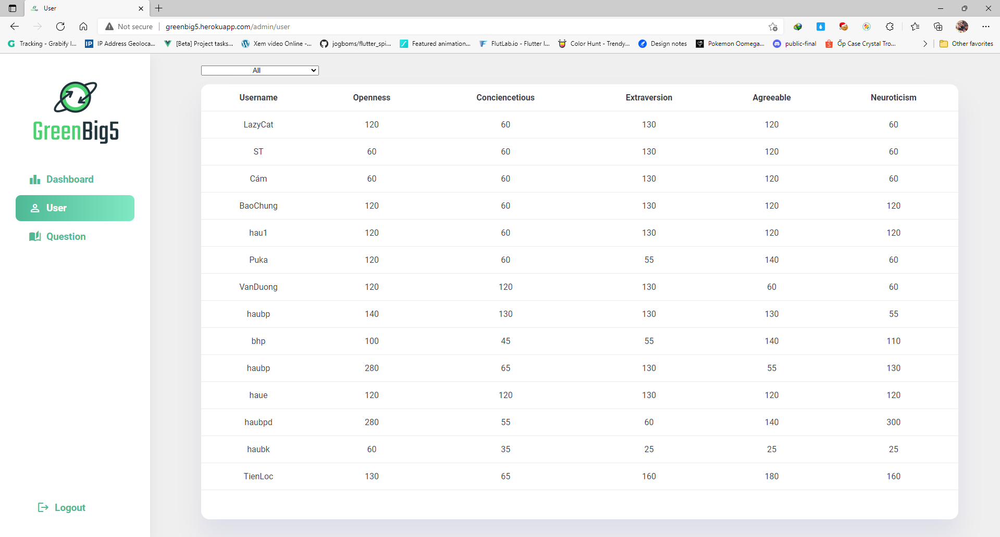 User
Not secure greenbig5.herokuapp.com/admin/user
Tracking - Grabify I... IP Address Geoloca... [Beta] Project tasks... Xem video Online -... jogboms/flutter_spi... Featured animation... FlutLab.io - Flutter I... Color Hunt - Trendy... Design notes Pokemon Oomega... public-final Ốp Case Crystal Tro... Other favorites
GreenBig5
Dashboard
User
Question
Logout
All
Username Openness Conciencetious Extraversion Agreeable Neuroticism
LazyCat 120 60 130 120 60
ST 60 60 130 120 60
Cám 60 60 130 120 60
BaoChung 120 60 130 120 120
hau1 120 60 130 120 120
Puka 120 60 55 140 60
VanDuong 120 120 130 60 60
haubp 140 130 130 130 55
bhp 100 45 55 140 110
haubp 280 65 130 55 130
haue 120 120 130 120 120
haubpd 280 55 60 140 300
haubk 60 35 25 25 25
TienLoc 130 65 160 180 160